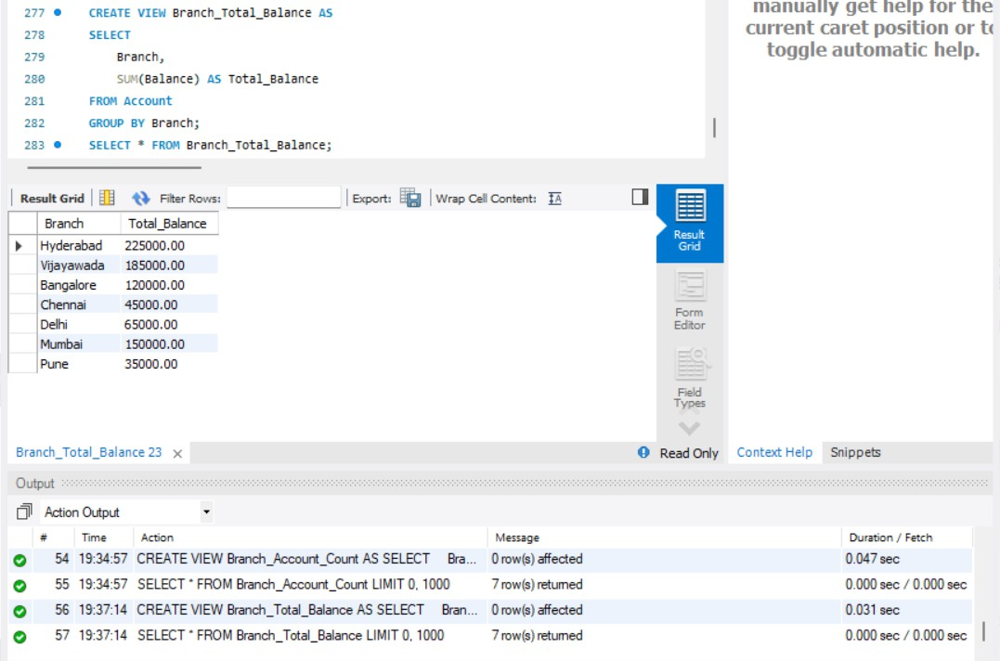 277 CREATE VIEW Branch_Total_Balance AS
278 SELECT
279 Branch,
280 SUM(Balance) AS Total_Balance
281 FROM Account
282 GROUP BY Branch;
283 SELECT * FROM Branch_Total_Balance;
manually get help for the
current caret position or to
toggle automatic help.
Result Grid Filter Rows: Export: Wrap Cell Content:
Branch Total_Balance
Hyderabad 225000.00
Vijayawada 185000.00
Bangalore 120000.00
Chennai 45000.00
Delhi 65000.00
Mumbai 150000.00
Pune 35000.00
Result
Grid
Form
Editor
Field
Types
Branch_Total_Balance 23 Read Only Context Help Snippets
Output
Action Output
# Time Action Message Duration / Fetch
54 19:34:57 CREATE VIEW Branch_Account_Count AS SELECT Bra... 0 row(s) affected 0.047 sec
55 19:34:57 SELECT * FROM Branch_Account_Count LIMIT 0, 1000 7 row(s) returned 0.000 sec / 0.000 sec
56 19:37:14 CREATE VIEW Branch_Total_Balance AS SELECT Bran... 0 row(s) affected 0.031 sec
57 19:37:14 SELECT * FROM Branch_Total_Balance LIMIT 0, 1000 7 row(s) returned 0.000 sec / 0.000 sec